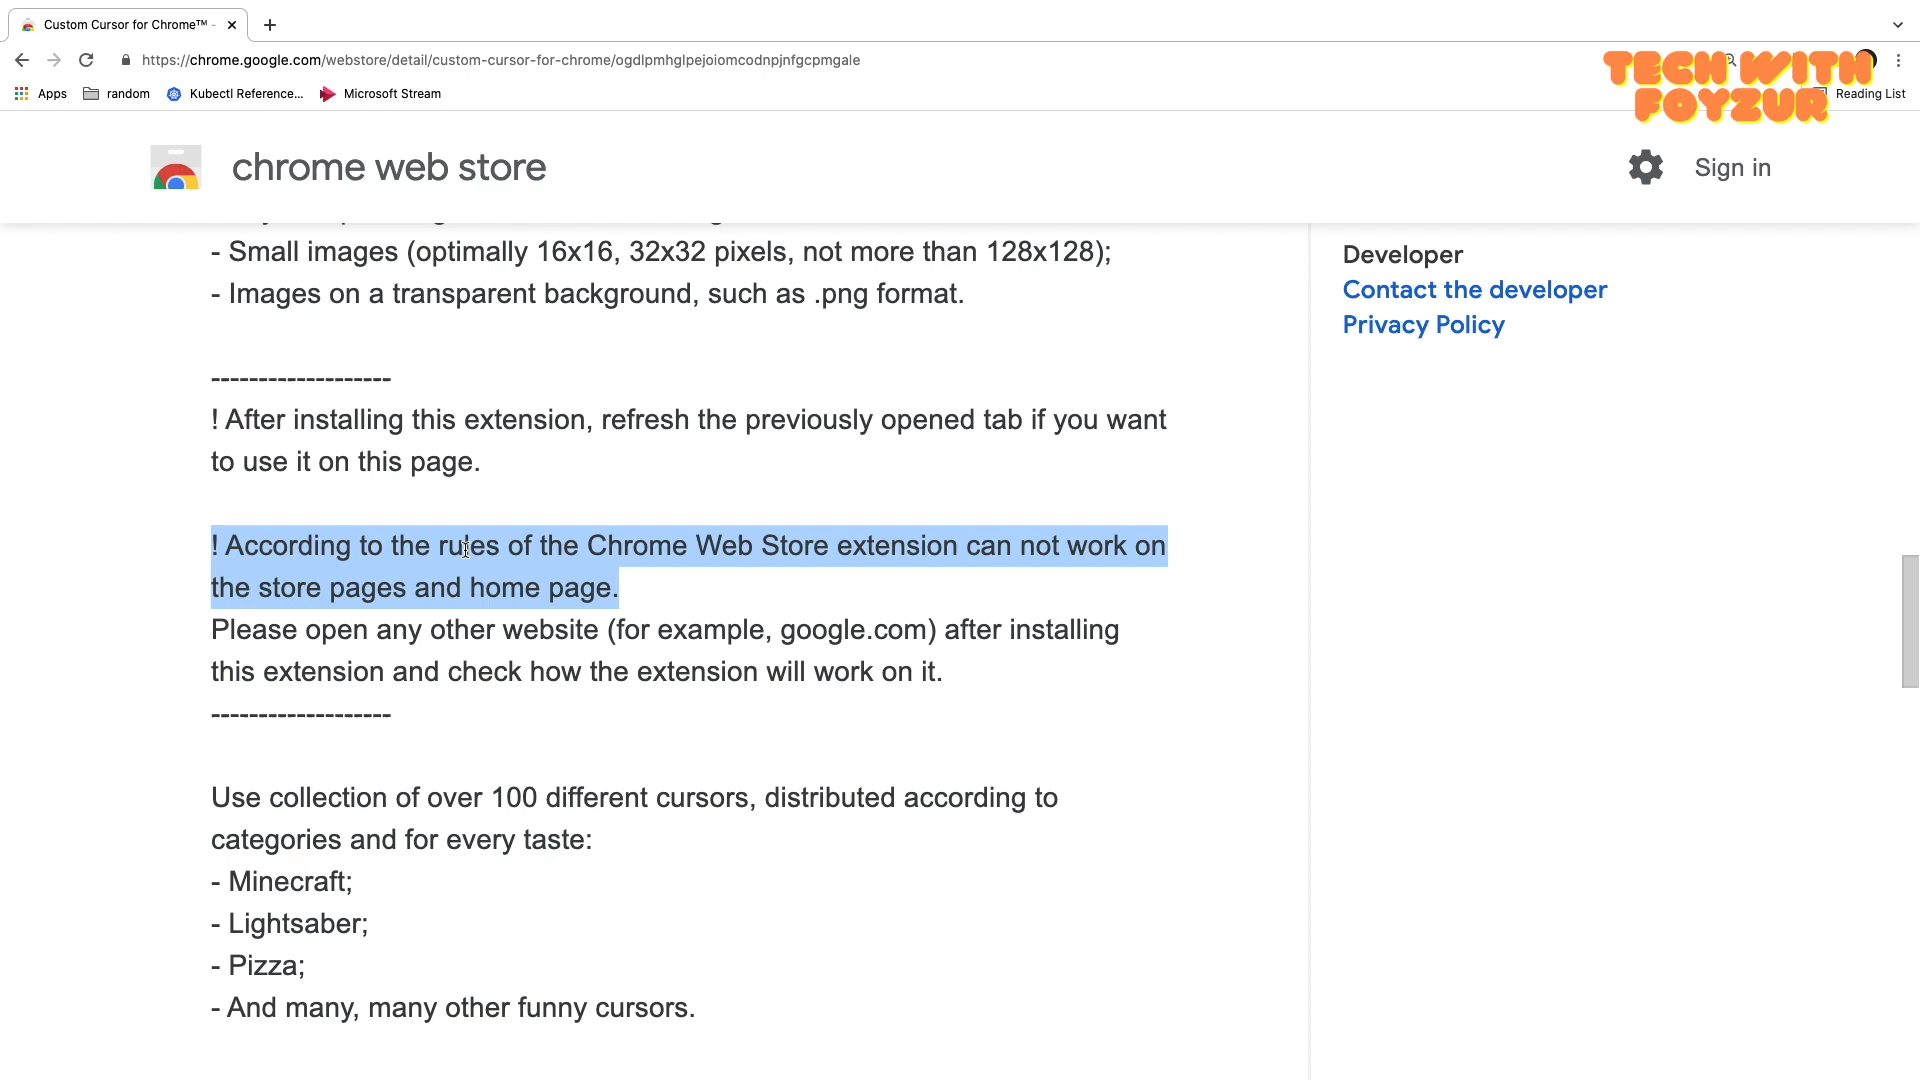 Custom Cursor for Chrome™ -
https://chrome.google.com/webstore/detail/custom-cursor-for-chrome/ogdlpmhglpejoiomcodnpjnfgcpmgale
TECH WITH
FOYZUR
Apps random Kubectl Reference... Microsoft Stream Reading List
chrome web store Sign in
- Small images (optimally 16x16, 32x32 pixels, not more than 128x128);
- Images on a transparent background, such as .png format.
-------------------
! After installing this extension, refresh the previously opened tab if you want
to use it on this page.
! According to the rules of the Chrome Web Store extension can not work on
the store pages and home page.
Please open any other website (for example, google.com) after installing
this extension and check how the extension will work on it.
-------------------
Use collection of over 100 different cursors, distributed according to
categories and for every taste:
- Minecraft;
- Lightsaber;
- Pizza;
- And many, many other funny cursors.
Developer
Contact the developer
Privacy Policy